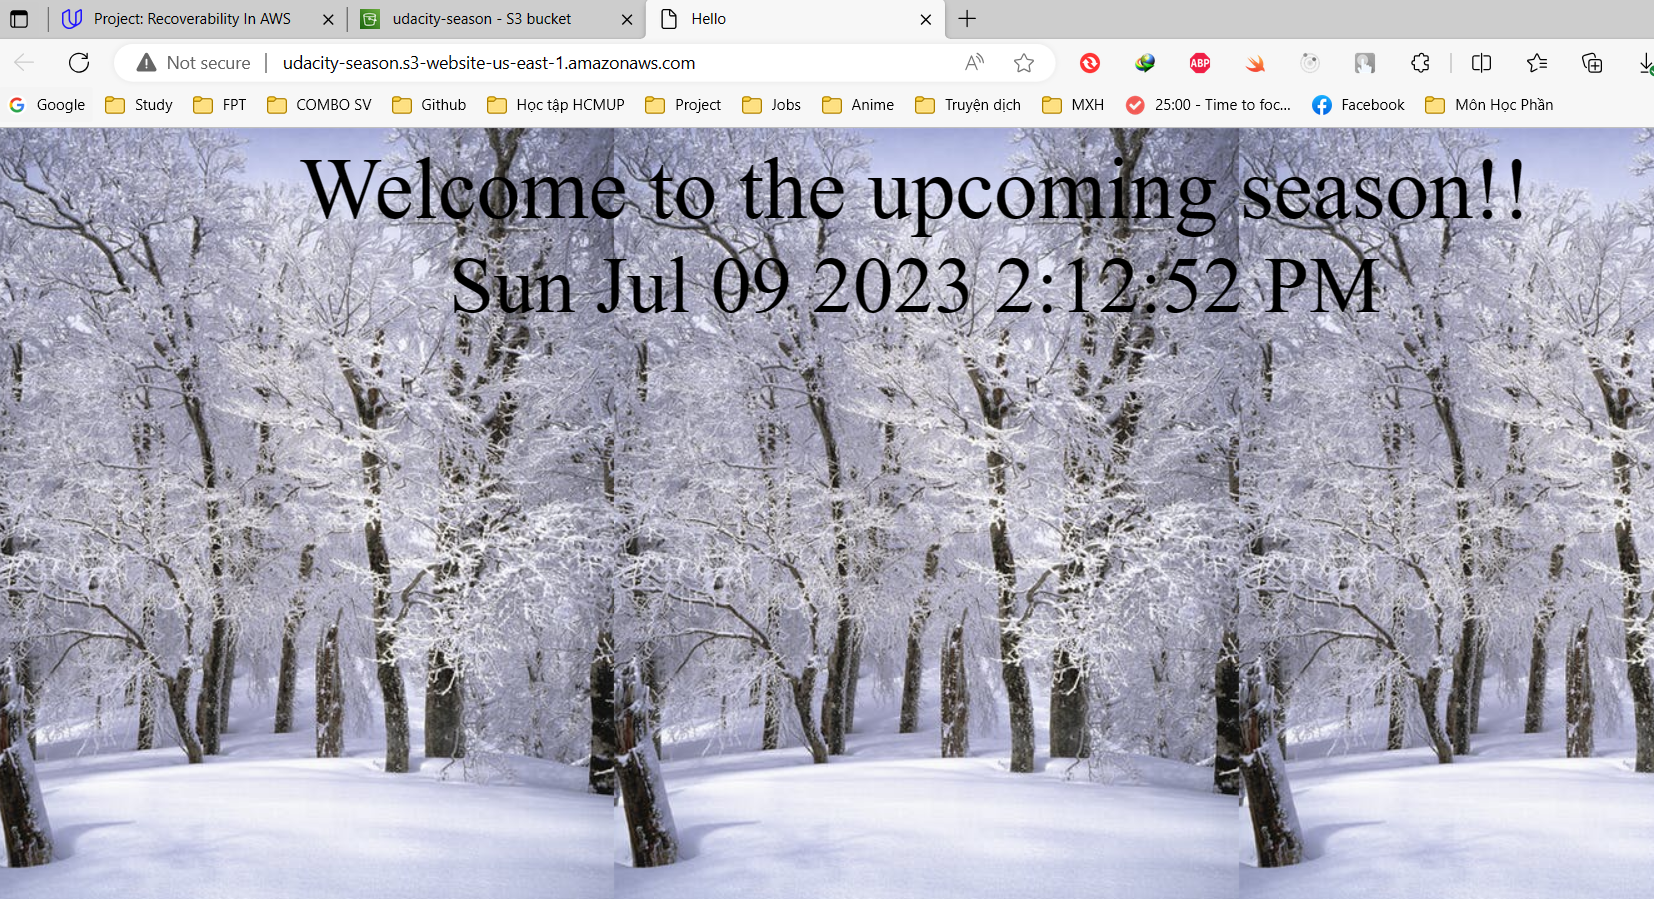 Project: Recoverability In AWS
udacity-season - S3 bucket
Hello
Not secure
udacity-season.s3-website-us-east-1.amazonaws.com
A
ABP
Google
Study
FPT
COMBO SV
Github
Học tập HCMUP
Project
Jobs
Anime
Truyện dịch
MXH
25:00 - Time to foc...
Facebook
Môn Học Phần
Welcome to the upcoming season!!
Sun Jul 09 2023 2:12:52 PM